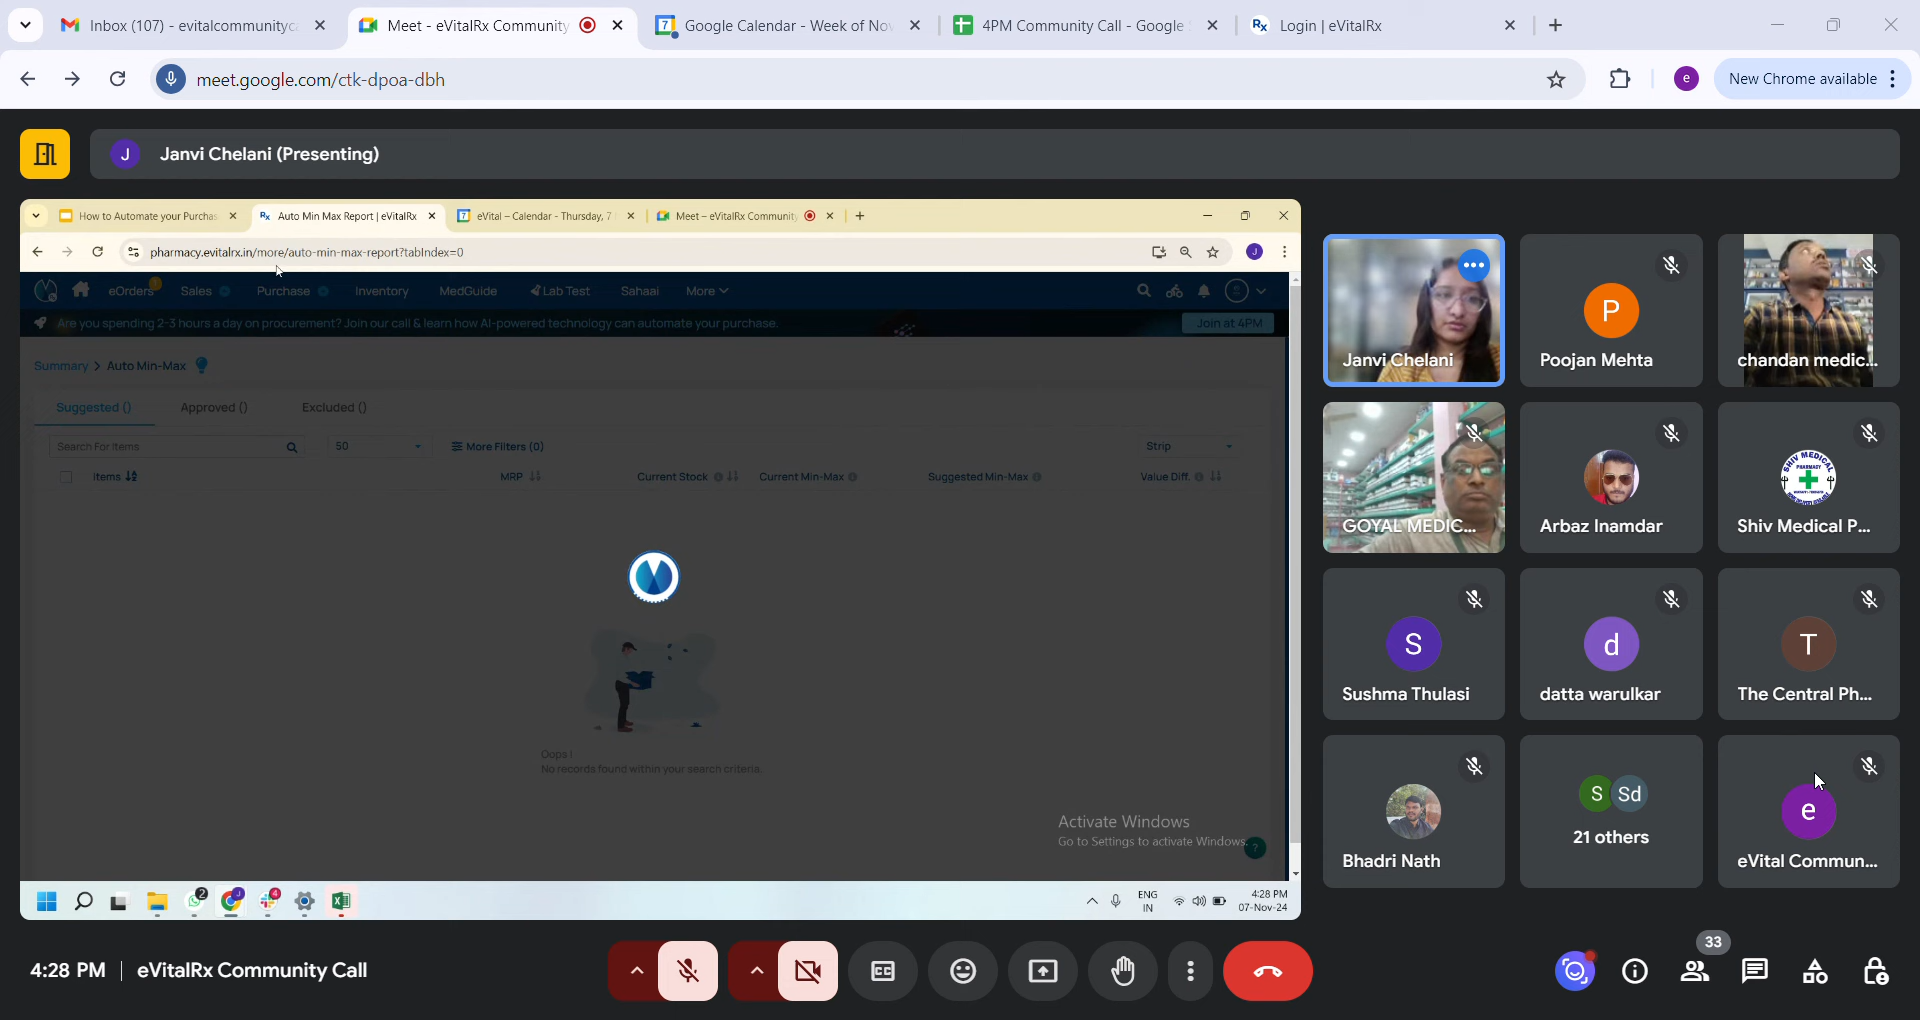 Inbox (107) - evitalcommunityca
Meet - eVitalRx Community
Google Calendar - Week of Nov
4PM Community Call - Google
Login | eVitalRx
meet.google.com/ctk-dpoa-dbh
e
New Chrome available
J
Janvi Chelani (Presenting)
How to Automate your Purchas
Auto Min Max Report | eVitalRx
eVital – Calendar - Thursday, 7
Meet – eVitalRx Community
pharmacy.evitalrx.in/more/auto-min-max-report?tabIndex=0
J
eOrders
Sales
Purchase
Inventory
MedGuide
Lab Test
Sahaai
More
Are you spending 2-3 hours a day on procurement? Join our call & learn how AI-powered technology can automate your purchase.
Join at 4PM
Summary > Auto Min-Max
Suggested ()
Approved ()
Excluded ()
Search For Items
50
More Filters (0)
Strip
Items
MRP
Current Stock
Current Min-Max
Suggested Min-Max
Value Diff.
Oops !
No records found within your search criteria.
Activate Windows
Go to Settings to activate Windows.
2
4
ENG
IN
4:28 PM
07-Nov-24
Janvi Chelani
P
Poojan Mehta
chandan medic...
GOYAL MEDIC...
Arbaz Inamdar
SHIV MEDICAL
PHARMACY
Shiv Medical P...
S
Sushma Thulasi
d
datta warulkar
T
The Central Ph...
Bhadri Nath
S Sd
21 others
e
eVital Commun...
4:28 PM | eVitalRx Community Call
33